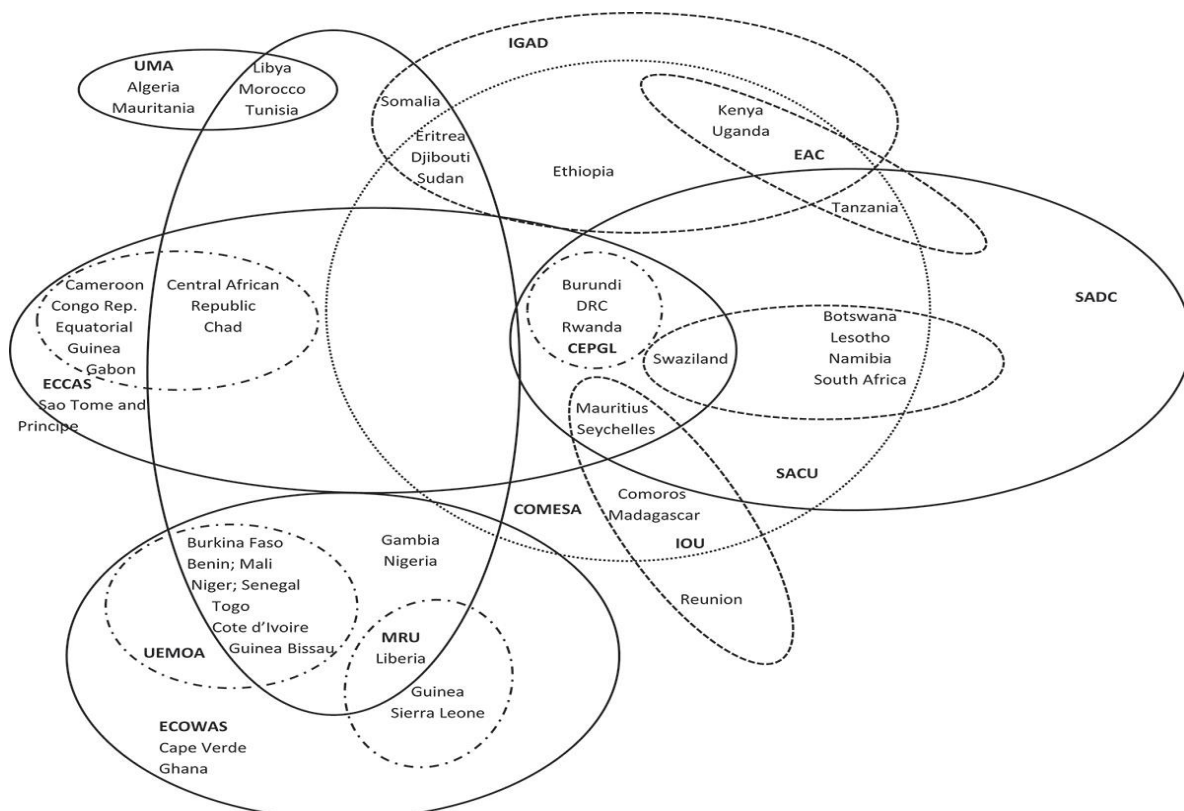 IGAD
UMA
Algeria
Mauritania
Libya
Morocco
Tunisia
Somalia
Eritrea
Djibouti
Sudan
Ethiopia
Kenya
Uganda
EAC
Tanzania
SADC
Cameroon
Congo Rep.
Equatorial
Guinea
Gabon
ECCAS
Sao Tome and
Principe
Central African
Republic
Chad
Burundi
DRC
Rwanda
CEPGL
Swaziland
Botswana
Lesotho
Namibia
South Africa
Mauritius
Seychelles
SACU
COMESA
Comoros
Madagascar
IOU
Reunion
Burkina Faso
Benin; Mali
Niger; Senegal
Togo
Cote d’Ivoire
Guinea Bissau
UEMOA
Gambia
Nigeria
MRU
Liberia
Guinea
Sierra Leone
ECOWAS
Cape Verde
Ghana